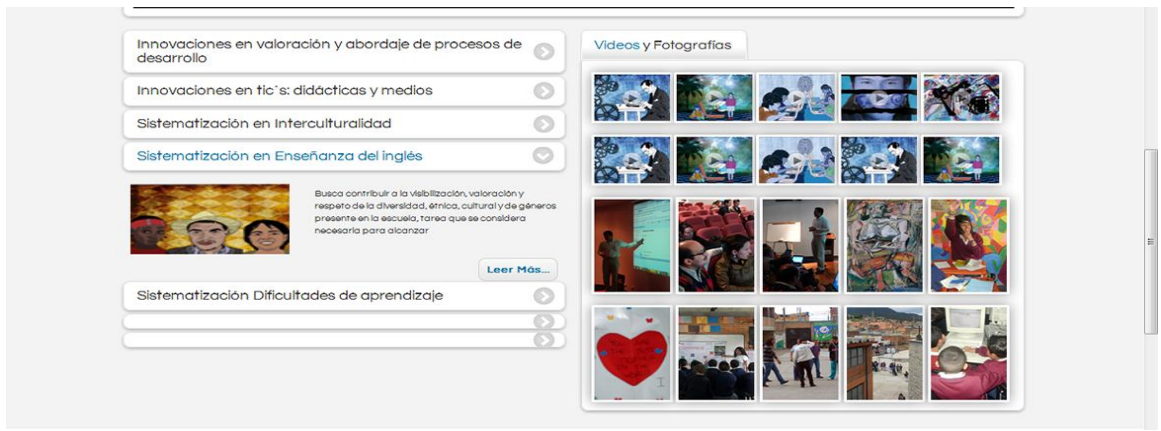 Innovaciones en valoración y abordaje de procesos de
desarrollo
Innovaciones en tic´s: didácticas y medios
Sistematización en Interculturalidad
Sistematización en Enseñanza del inglés
Busca contribuir a la visibilización, valoración y
respeto de la diversidad, étnica, cultural y de géneros
presente en la escuela, tarea que se considera
necesaria para alcanzar
Leer Más...
Sistematización Dificultades de aprendizaje
Videos y Fotografías